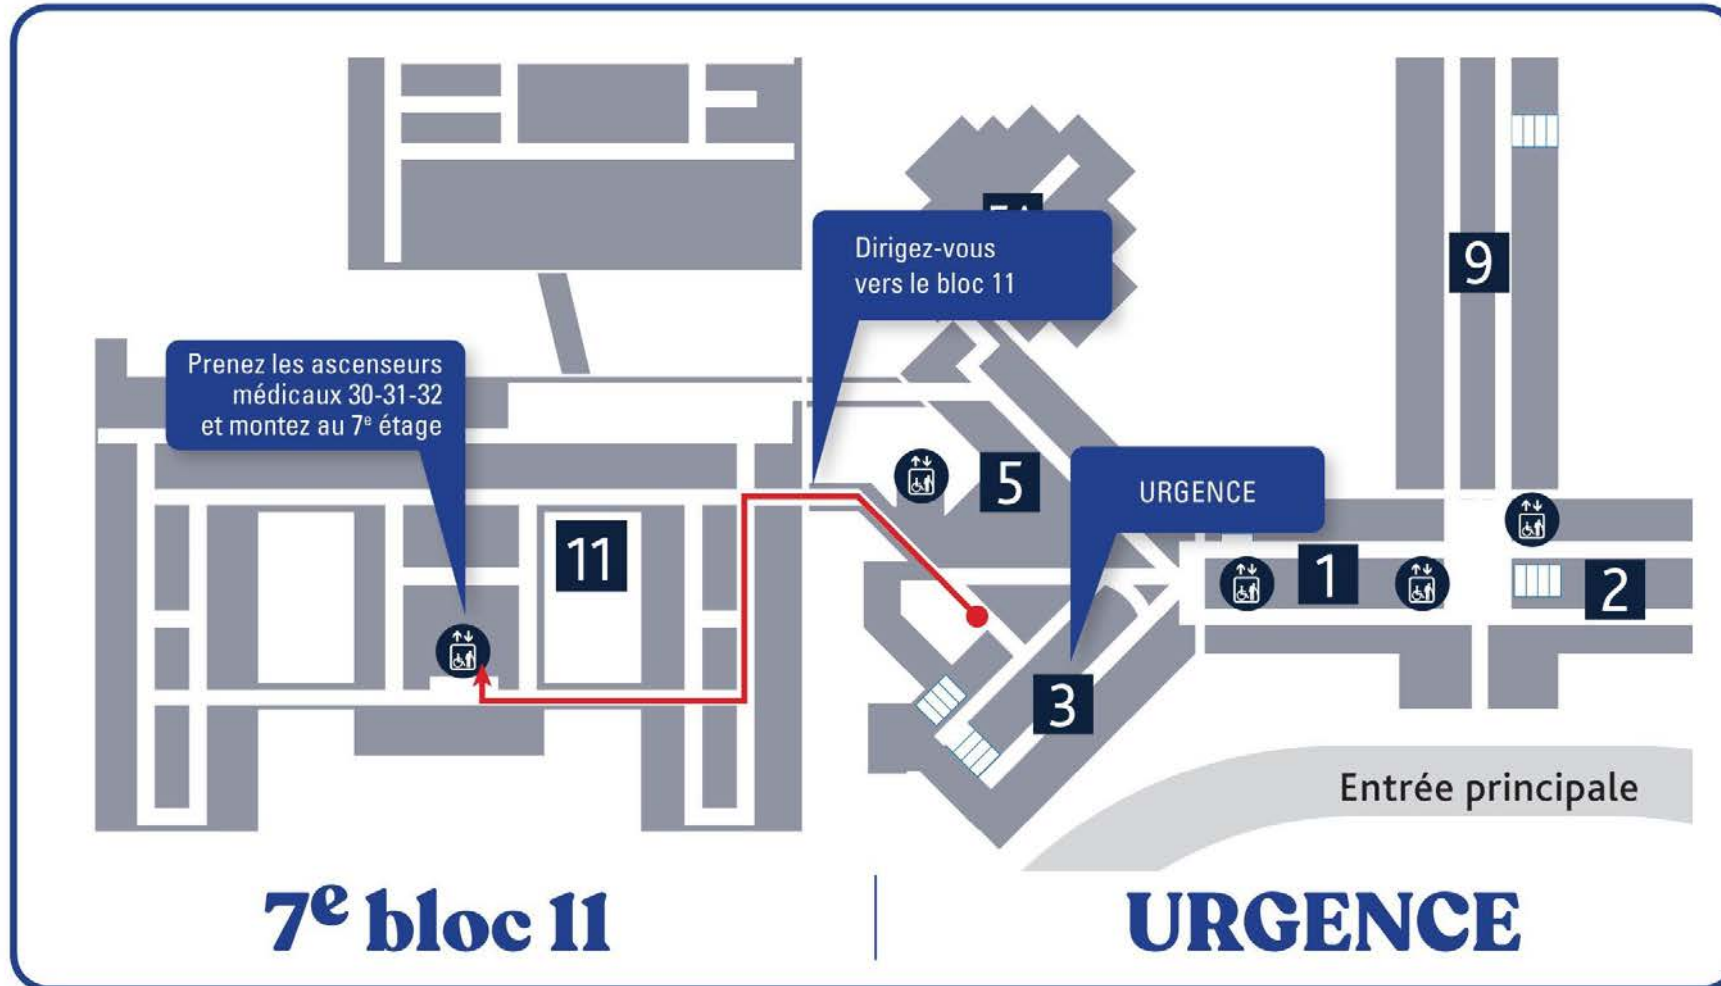 Dirigez-vous
vers le bloc 11
9
Prenez les ascenseurs
médicaux 30-31-32
et montez au 7e étage
5
URGENCE
11
1
2
3
Entrée principale
7e bloc 11
URGENCE